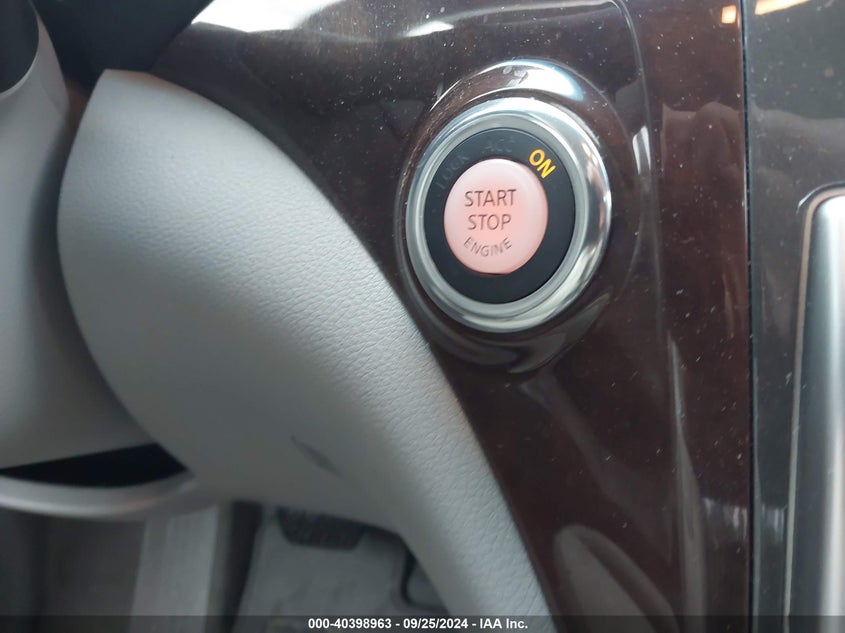 LOCK ACC ON
START
STOP
ENGINE
000-40398963 - 09/25/2024 - IAA Inc.